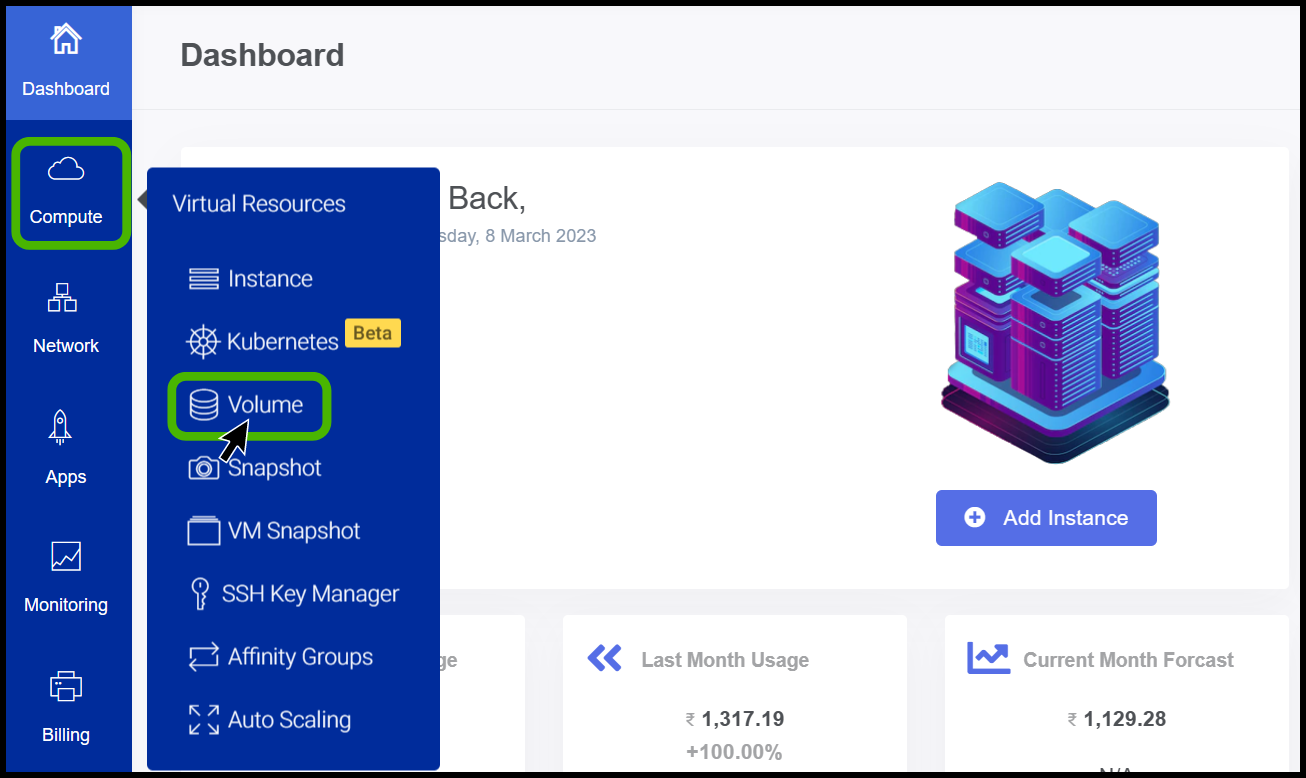 Dashboard
Compute
Network
Apps
Monitoring
Billing
Dashboard
Virtual Resources
Instance
Kubernetes Beta
Volume
Snapshot
VM Snapshot
SSH Key Manager
Affinity Groups
Auto Scaling
Back,
8 March 2023
Add Instance
Last Month Usage
₹ 1,317.19
+100.00%
Current Month Forcast
₹ 1,129.28